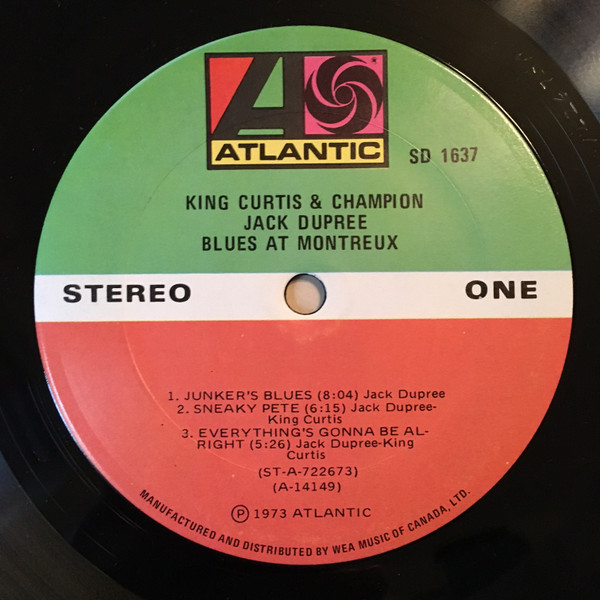 ATLANTIC
SD 1637
KING CURTIS & CHAMPION
JACK DUPREE
BLUES AT MONTREUX
STEREO
ONE
1. JUNKER'S BLUES (8:04) Jack Dupree
2. SNEAKY PETE (6:15) Jack Dupree-
King Curtis
3. EVERYTHING'S GONNA BE AL-
RIGHT (5:26) Jack Dupree-King
Curtis
(ST-A-722673)
(A-14149)
Ⓟ 1973 ATLANTIC
MANUFACTURED AND DISTRIBUTED BY WEA MUSIC OF CANADA, LTD.